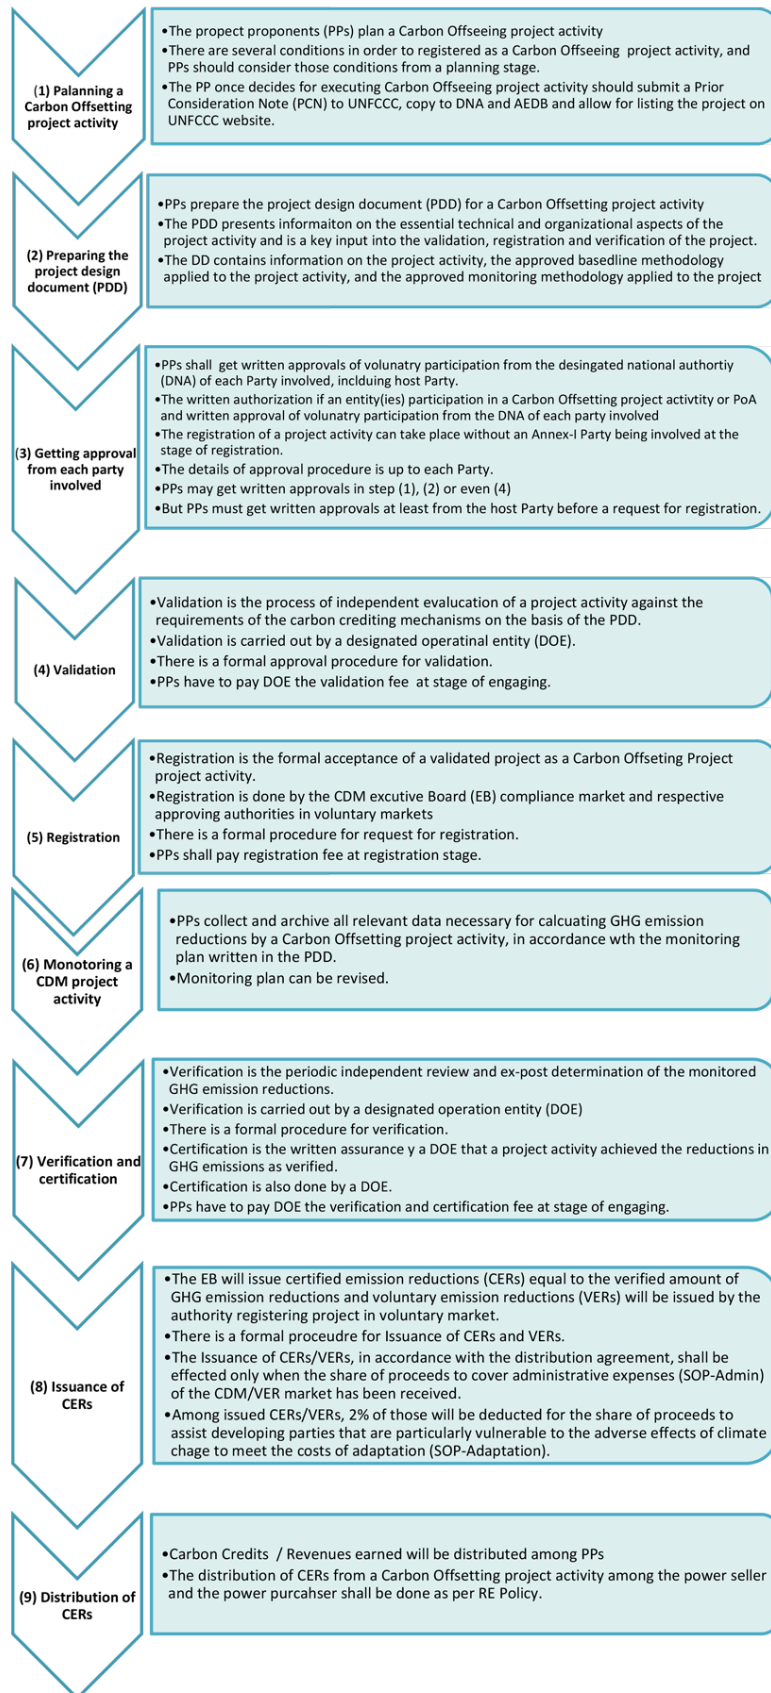 (1) Palanning a
Carbon Offsetting
project activity
•The propect proponents (PPs) plan a Carbon Offseeing project activity
•There are several conditions in order to registered as a Carbon Offseeing project activity, and
PPs should consider those conditions from a planning stage.
•The PP once decides for executing Carbon Offseeing project activity should submit a Prior
Consideration Note (PCN) to UNFCCC, copy to DNA and AEDB and allow for listing the project on
UNFCCC website.
(2) Preparing the
project design
document (PDD)
•PPs prepare the project design document (PDD) for a Carbon Offsetting project activity
•The PDD presents informaiton on the essential technical and organizational aspects of the
project activity and is a key input into the validation, registration and verification of the project.
•The DD contains information on the project activity, the approved basedline methodology
applied to the project activity, and the approved monitoring methodology applied to the project
(3) Getting approval
from each party
involved
•PPs shall get written approvals of volunatry participation from the desingated national authortiy
(DNA) of each Party involved, incldуing host Party.
•The written authorization if an entity(ies) participation in a Carbon Offsetting project activtity or PoA
and written approval of volunatry participation from the DNA of each party involved
•The registration of a project activity can take place without an Annex-I Party being involved at the
stage of registration.
•The details of approval procedure is up to each Party.
•PPs may get written approvals in step (1), (2) or even (4)
•But PPs must get written approvals at least from the host Party before a request for registration.
(4) Validation
•Validation is the process of independent evalucation of a project activity against the
requirements of the carbon crediting mechanisms on the basis of the PDD.
•Validation is carried out by a designated operatinal entity (DOE).
•There is a formal approval procedure for validation.
•PPs have to pay DOE the validation fee at stage of engaging.
(5) Registration
•Registration is the formal acceptance of a validated project as a Carbon Offseting Project
project activity.
•Registration is done by the CDM excutive Board (EB) compliance market and respective
approving authorities in voluntary markets
•There is a formal procedure for request for registration.
•PPs shall pay registration fee at registration stage.
(6) Monotoring a
CDM project
activity
•PPs collect and archive all relevant data necessary for calcuating GHG emission
reductions by a Carbon Offsetting project activity, in accordance wth the monitoring
plan written in the PDD.
•Monitoring plan can be revised.
(7) Verification and
certification
•Verification is the periodic independent review and ex-post determination of the monitored
GHG emission reductions.
•Verification is carried out by a designated operation entity (DOE)
•There is a formal procedure for verification.
•Certification is the written assurance y a DOE that a project activity achieved the reductions in
GHG emissions as verified.
•Certification is also done by a DOE.
•PPs have to pay DOE the verification and certification fee at stage of engaging.
(8) Issuance of
CERs
•The EB will issue certified emission reductions (CERs) equal to the verified amount of
GHG emission reductions and voluntary emission reductions (VERs) will be issued by the
authority registering project in voluntary market.
•There is a formal proceudre for Issuance of CERs and VERs.
•The Issuance of CERs/VERs, in accordance with the distribution agreement, shall be
effected only when the share of proceeds to cover administrative expenses (SOP-Admin)
of the CDM/VER market has been received.
•Among issued CERs/VERs, 2% of those will be deducted for the share of proceeds to
assist developing parties that are particularly vulnerable to the adverse effects of climate
chage to meet the costs of adaptation (SOP-Adaptation).
(9) Distribution of
CERs
•Carbon Credits / Revenues earned will be distributed among PPs
•The distribution of CERs from a Carbon Offsetting project activity among the power seller
and the power purcahser shall be done as per RE Policy.